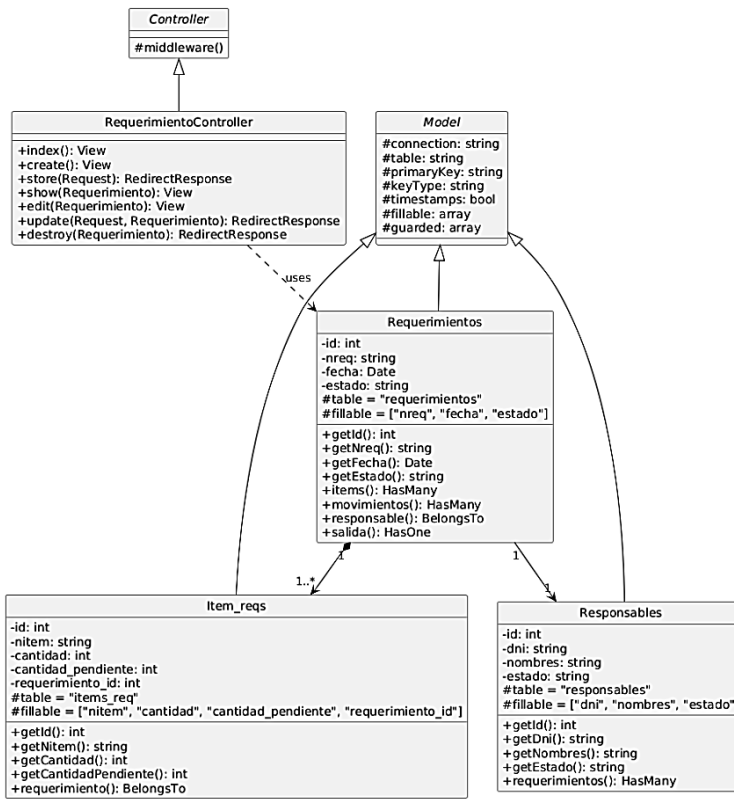 Controller
#middleware()
RequerimientoController
+index(): View
+create(): View
+store(Request): RedirectResponse
+show(Requerimiento): View
+edit(Requerimiento): View
+update(Request, Requerimiento): RedirectResponse
+destroy(Requerimiento): RedirectResponse
Model
#connection: string
#table: string
#primaryKey: string
#keyType: string
#timestamps: bool
#fillable: array
#guarded: array
uses
Requerimientos
-id: int
-nreq: string
-fecha: Date
-estado: string
#table = "requerimientos"
#fillable = ["nreq", "fecha", "estado"]
+getId(): int
+getNreq(): string
+getFecha(): Date
+getEstado(): string
+items(): HasMany
+movimientos(): HasMany
+responsable(): BelongsTo
+salida(): HasOne
1
1..*
1
1
Item_reqs
-id: int
-nitem: string
-cantidad: int
-cantidad_pendiente: int
-requerimiento_id: int
#table = "items_req"
#fillable = ["nitem", "cantidad", "cantidad_pendiente", "requerimiento_id"]
+getId(): int
+getNitem(): string
+getCantidad(): int
+getCantidadPendiente(): int
+requerimiento(): BelongsTo
Responsables
-id: int
-dni: string
-nombres: string
-estado: string
#table = "responsables"
#fillable = ["dni", "nombres", "estado"
+getId(): int
+getDni(): string
+getNombres(): string
+getEstado(): string
+requerimientos(): HasMany